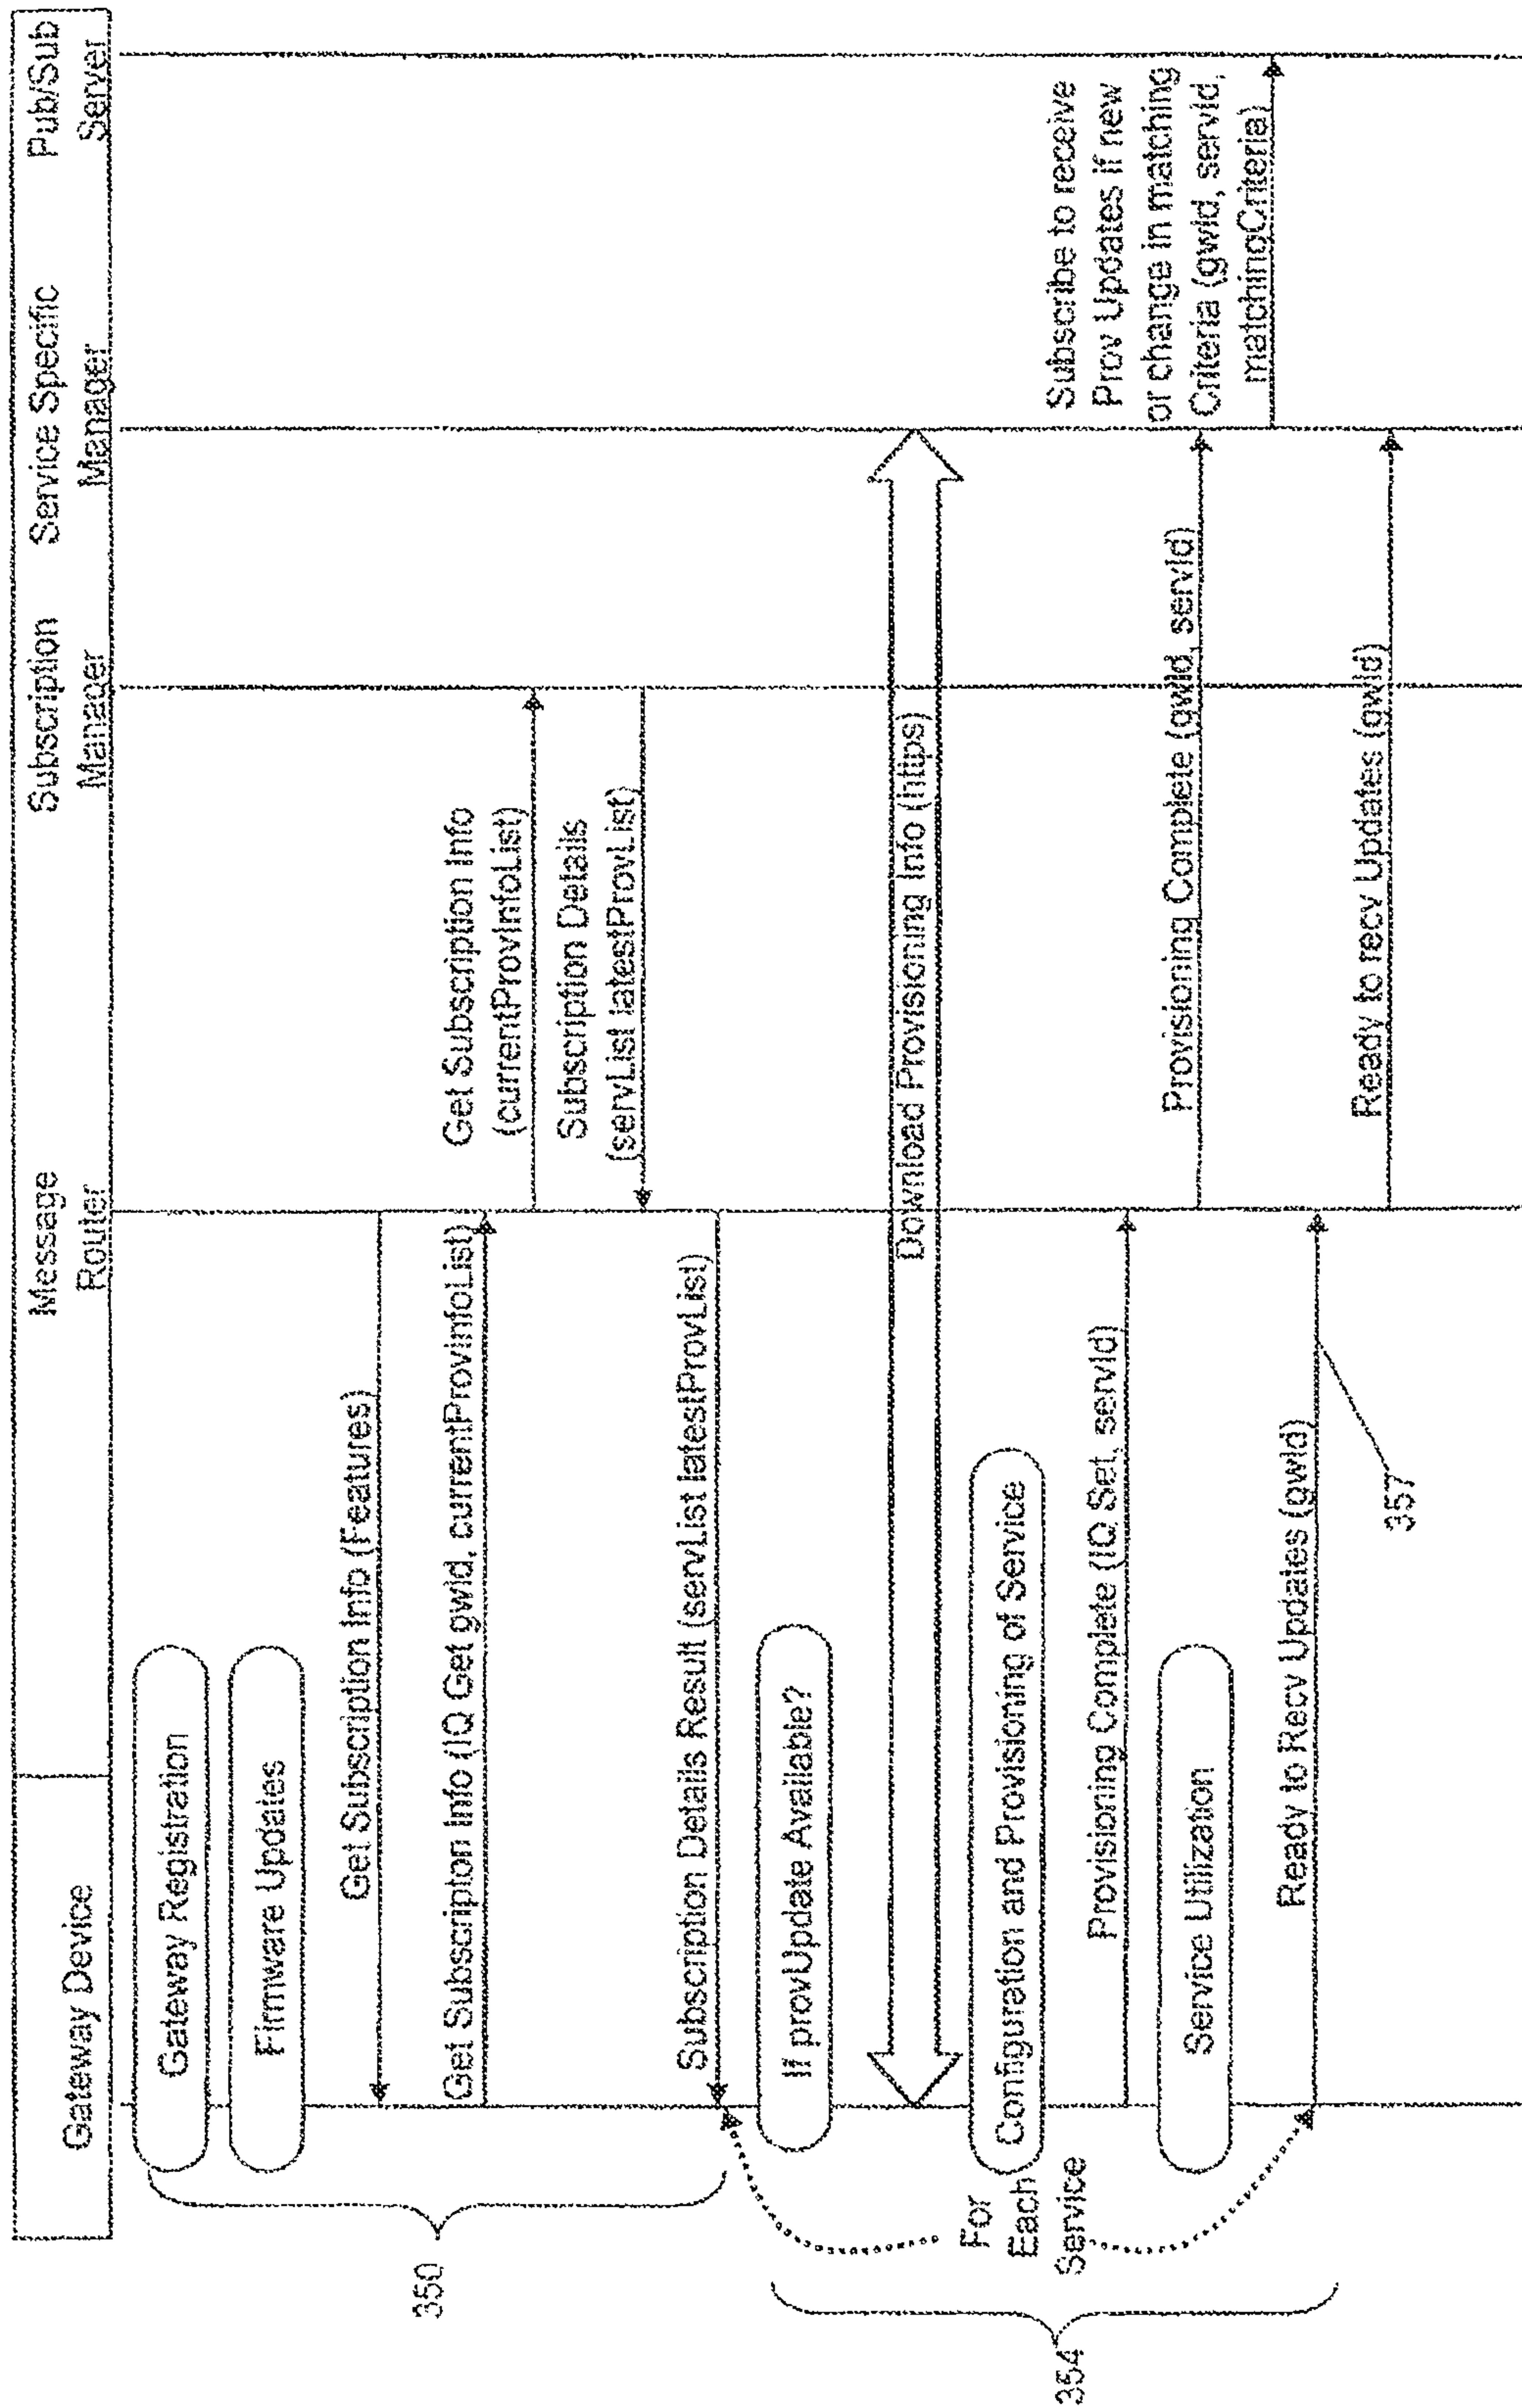 Gateway Device
Message
Router
Subscription
Manager
Service Specific
Manager
Pub/Sub
Server
Gateway Registration
Firmware Updates
Get Subscription Info (Features)
Get Subscripton Info (IQ Get gwId, currentProvInfoList)
Get Subscription Info
(currentProvInfoList)
Subscription Details
(servList latestProvList)
Subscription Details Result (servList latestProvList)
350
If provUpdate Available?
Download Provisioning Info (https)
Configuration and Provisioning of Service
For
Each
Service
Provisioning Complete (IQ Set, servId)
Provisioning Complete (gwId, servId)
Subscribe to receive
Prov Updates if new
or change in matching
Criteria (gwId, servId,
matchingCriteria)
Service Utilization
Ready to Recv Updates (gwId)
Ready to recv Updates (gwId)
354
357